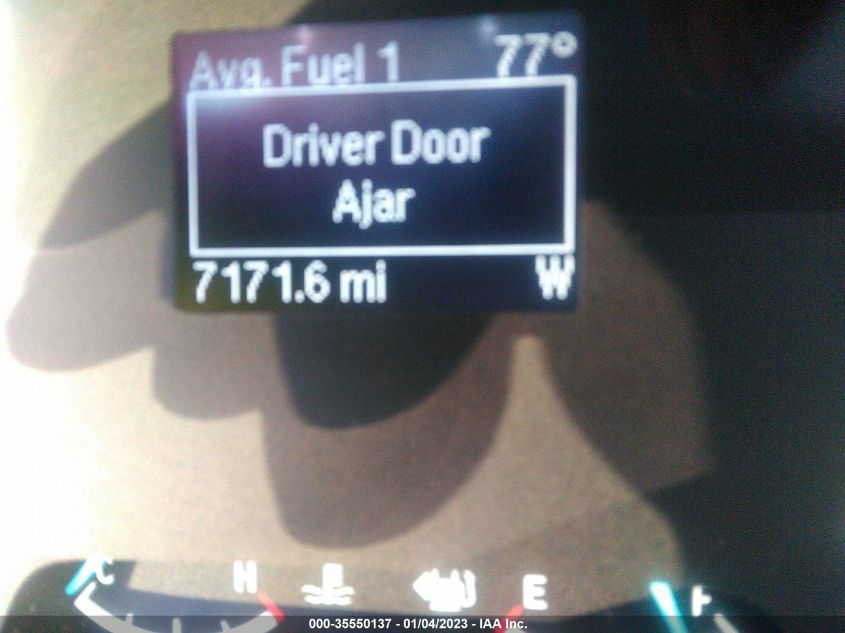 Avg. Fuel 1 77°
Driver Door
Ajar
7171.6 mi W
C H E F
000-35550137 - 01/04/2023 - IAA Inc.